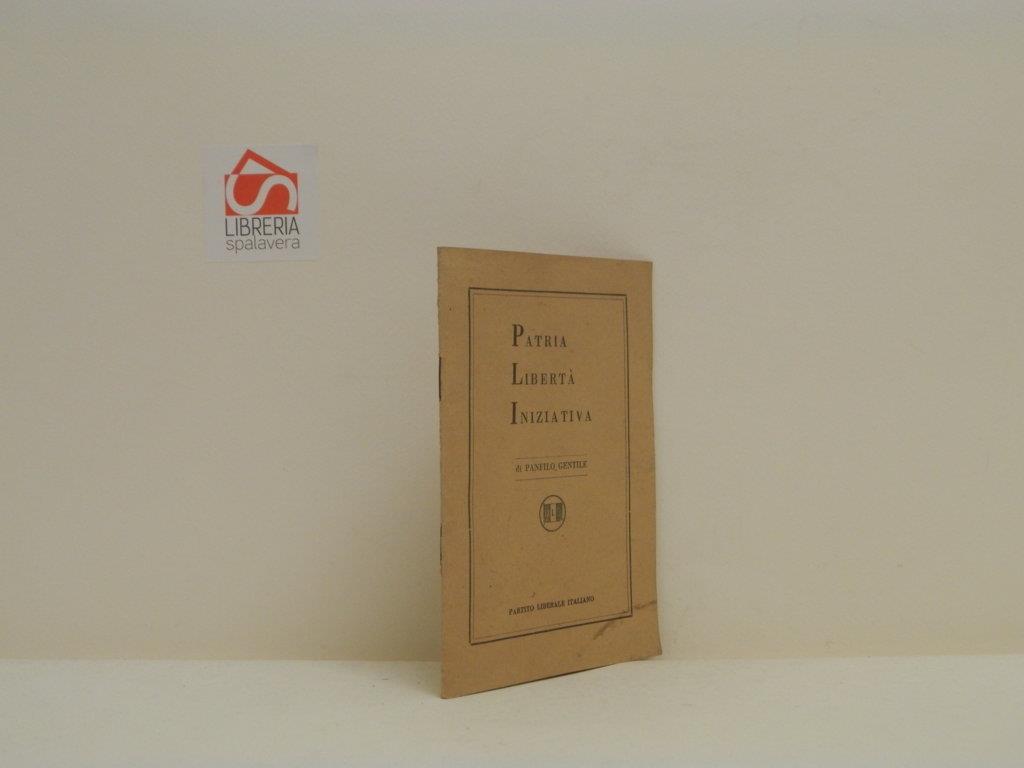 LIBRERIA
spalavera
PATRIA
LIBERTÀ
INIZIATIVA
di PANFILO GENTILE
PARTITO LIBERALE ITALIANO